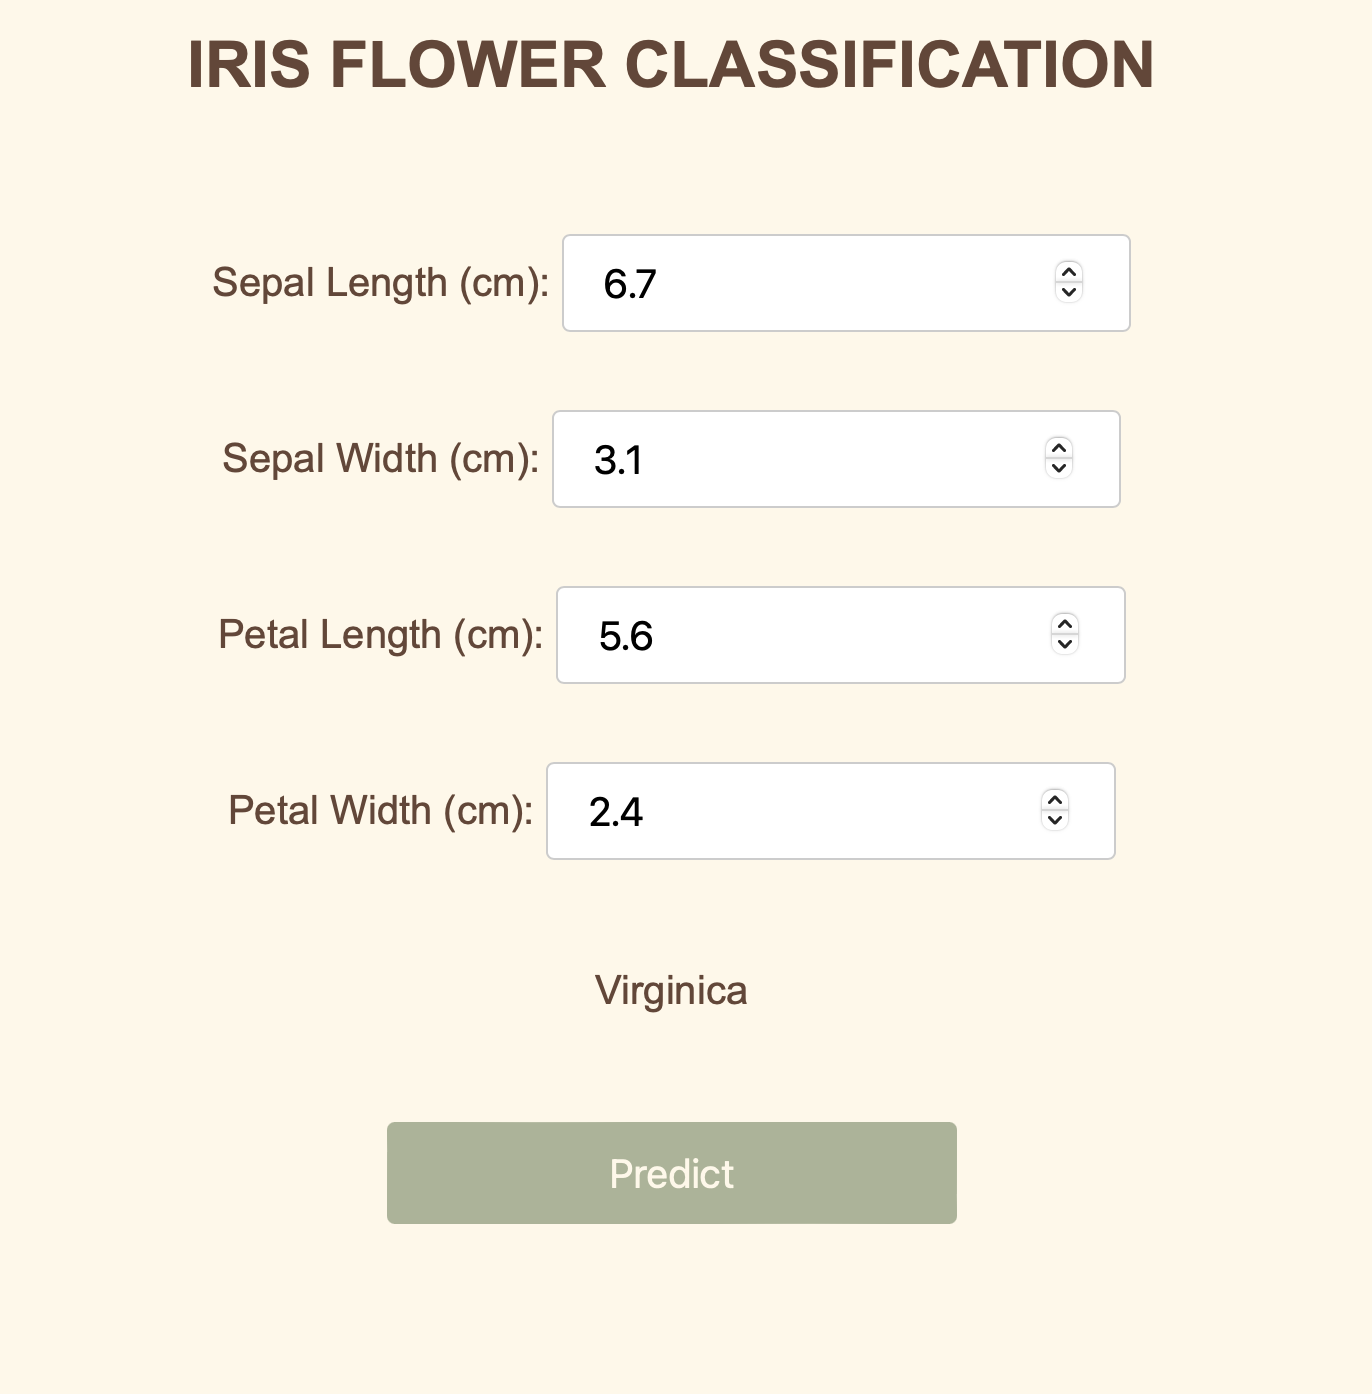 IRIS FLOWER CLASSIFICATION
Sepal Length (cm): 6.7
Sepal Width (cm): 3.1
Petal Length (cm): 5.6
Petal Width (cm): 2.4
Virginica
Predict